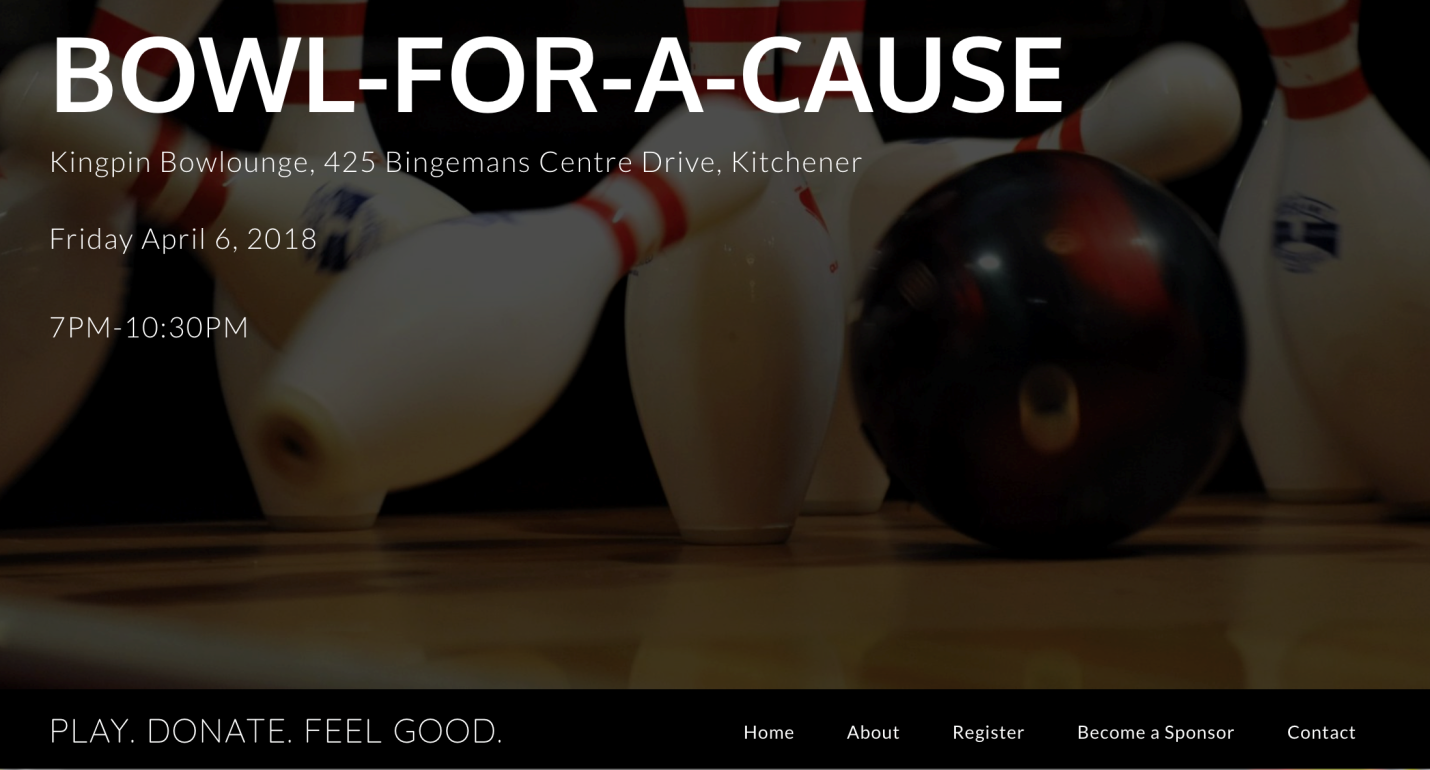 BOWL-FOR-A-CAUSE
Kingpin Bowlounge, 425 Bingemans Centre Drive, Kitchener
Friday April 6, 2018
7PM-10:30PM
PLAY. DONATE. FEEL GOOD.
Home
About
Register
Become a Sponsor
Contact